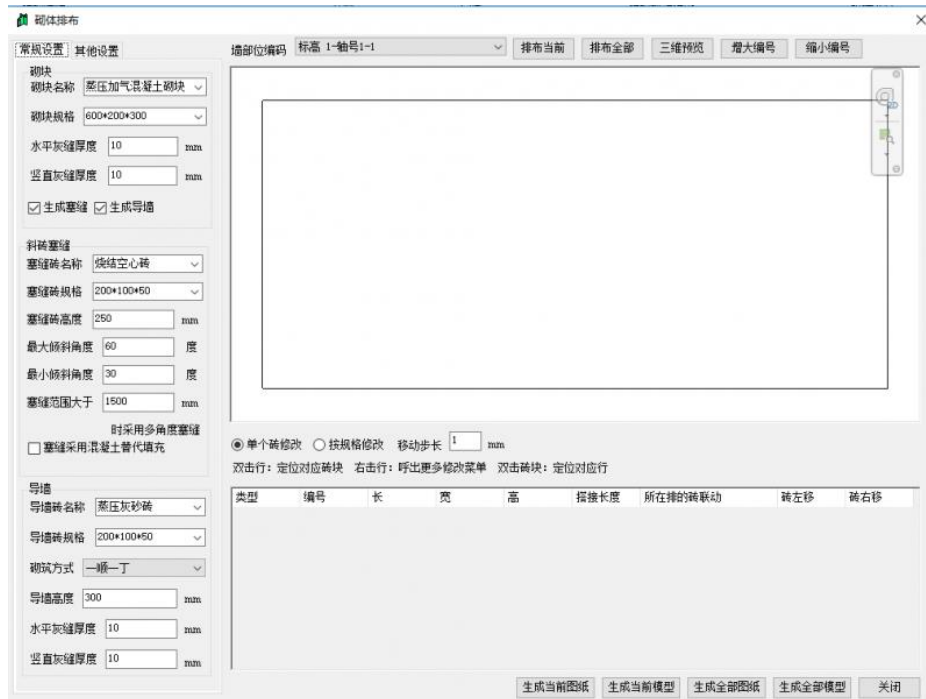 砌体排布
常规设置 其他设置
墙部位编码 标高 1-轴号1-1 排布当前 排布全部 三维预览 增大编号 缩小编号
砌块
砌块名称 蒸压加气混凝土砌块
砌块规格 600*200*300
水平灰缝厚度 10 mm
竖直灰缝厚度 10 mm
生成塞缝 生成导墙
斜砖塞缝
塞缝砖名称 烧结空心砖
塞缝砖规格 200*100*50
塞缝砖高度 250 mm
最大倾斜角度 60 度
最小倾斜角度 30 度
塞缝范围大于 1500 mm
时采用多角度塞缝
塞缝采用混凝土替代填充
导墙
导墙砖名称 蒸压灰砂砖
导墙砖规格 200*100*50
砌筑方式 一顺一丁
导墙高度 300 mm
水平灰缝厚度 10 mm
竖直灰缝厚度 10 mm
单个砖修改 按规格修改 移动步长 1 mm
双击行：定位对应砖块 右击行：呼出更多修改菜单 双击砖块：定位对应行
类型 编号 长 宽 高 搭接长度 所在排的砖联动 砖左移 砖右移
生成当前图纸 生成当前模型 生成全部图纸 生成全部模型 关闭